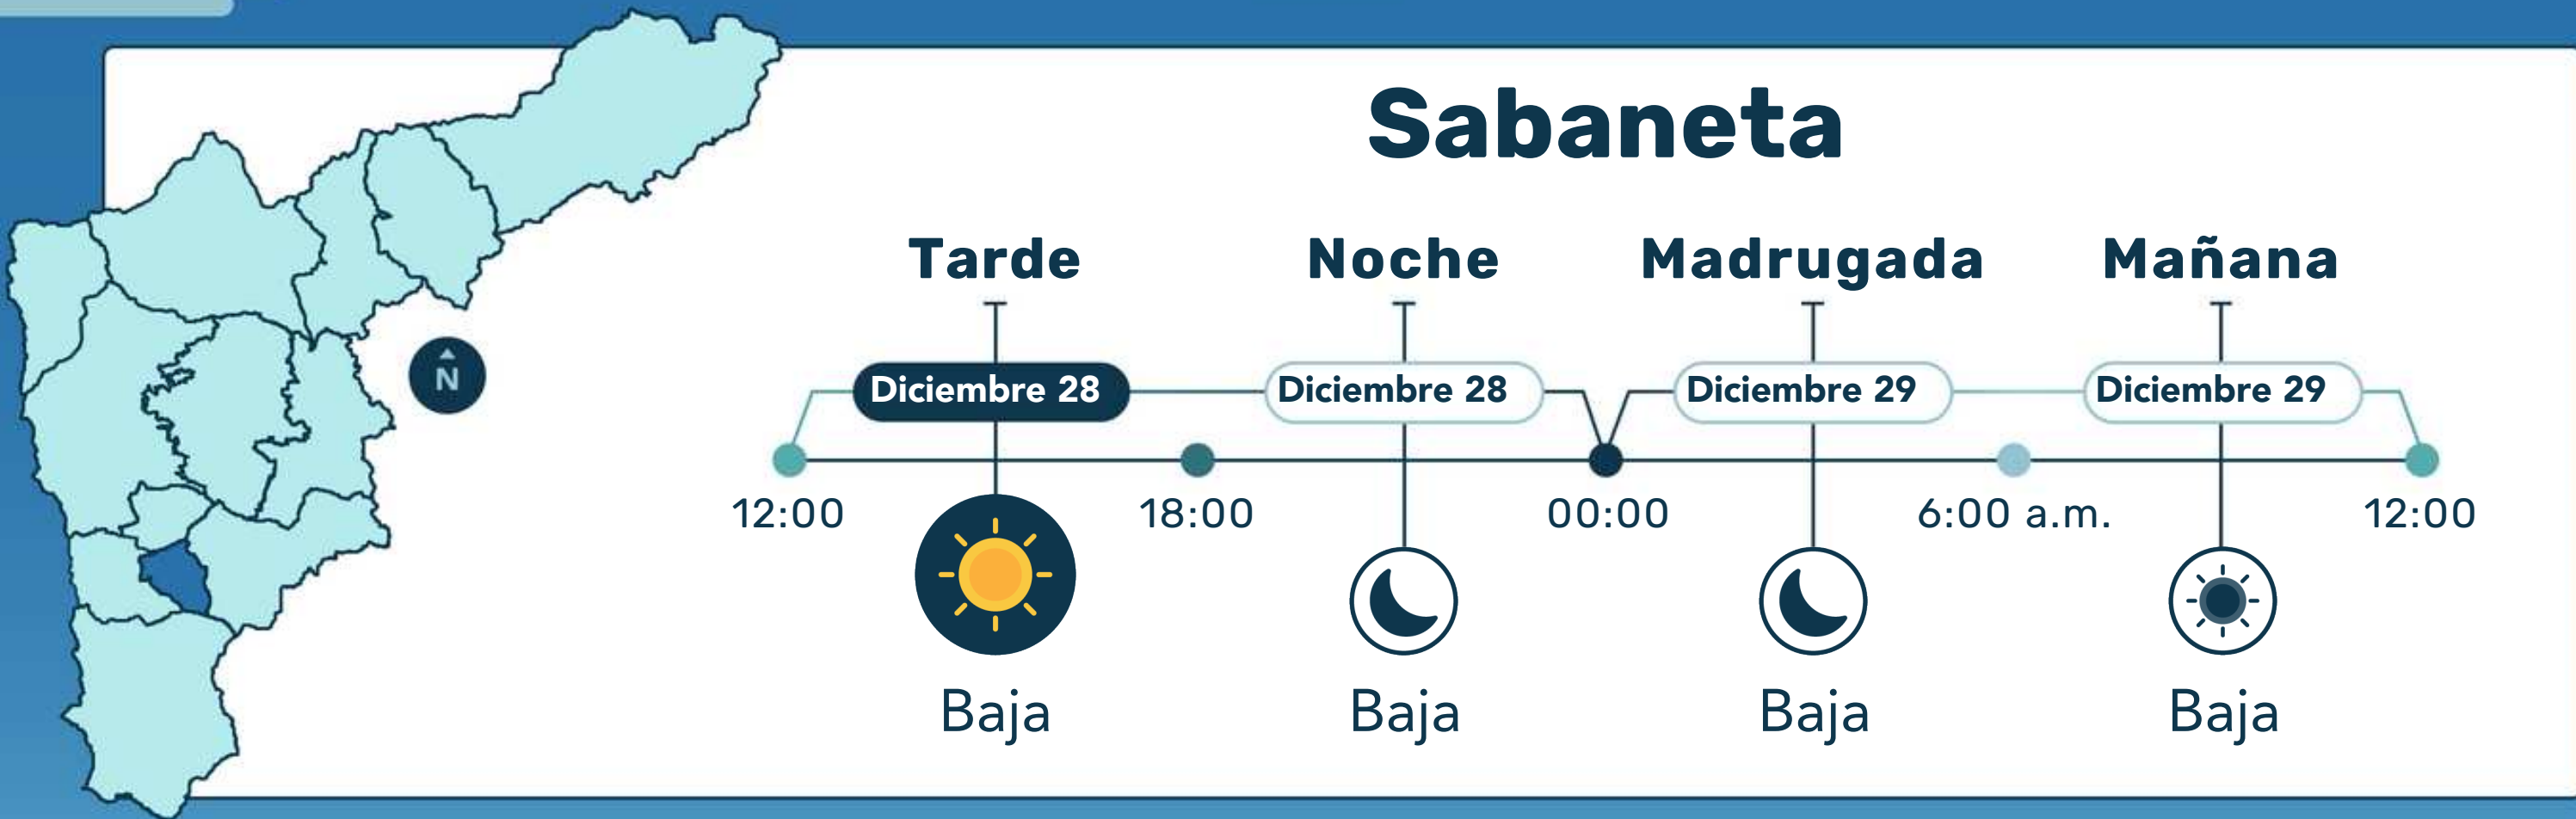 Sabaneta
Tarde Noche Madrugada Mañana
Diciembre 28 Diciembre 28 Diciembre 29 Diciembre 29
N
12:00 18:00 00:00 6:00 a.m. 12:00
Baja Baja Baja Baja